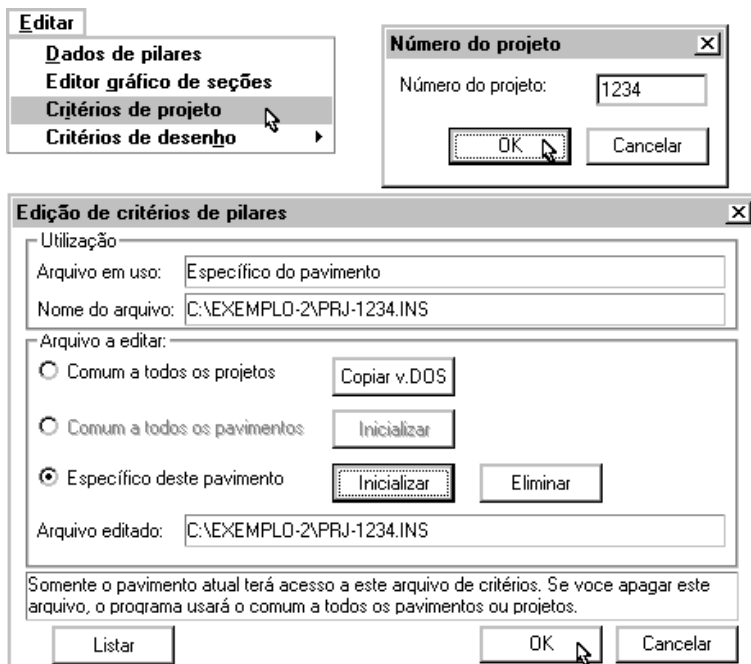 Editar
Dados de pilares
Editor gráfico de seções
Critérios de projeto
Critérios de desenho
Número do projeto
Número do projeto: 1234
OK Cancelar
Edição de critérios de pilares
Utilização
Arquivo em uso: Específico do pavimento
Nome do arquivo: C:\EXEMPLO-2\PRJ-1234.INS
Arquivo a editar:
Comum a todos os projetos Copiar v.DOS
Comum a todos os pavimentos Inicializar
Específico deste pavimento Inicializar Eliminar
Arquivo editado: C:\EXEMPLO-2\PRJ-1234.INS
Somente o pavimento atual terá acesso a este arquivo de critérios. Se voce apagar este
arquivo, o programa usará o comum a todos os pavimentos ou projetos.
Listar OK Cancelar